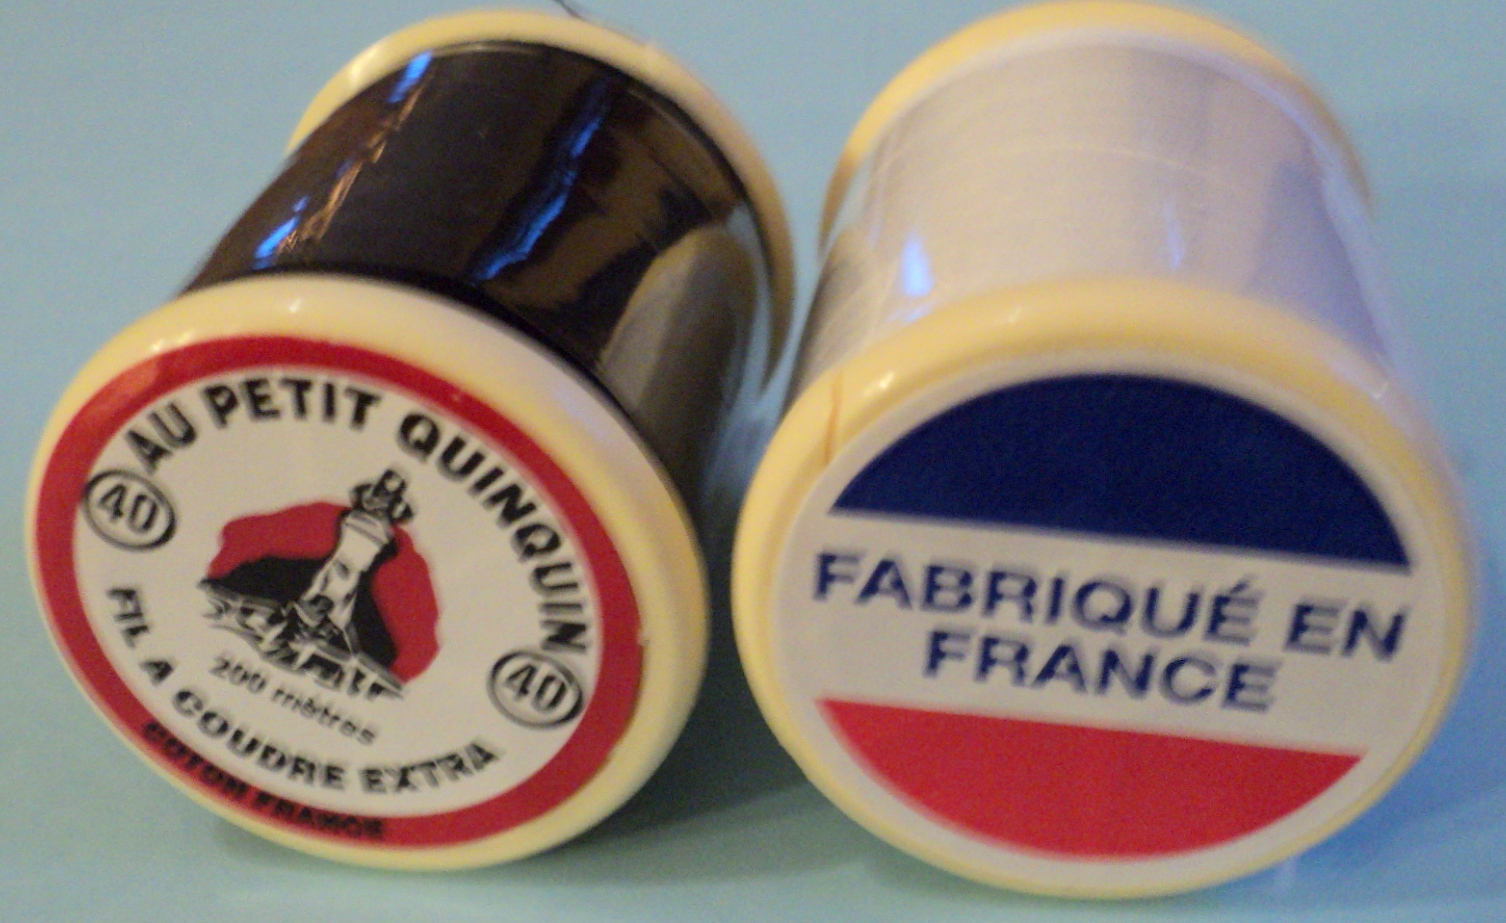 AU PETIT QUINQUIN
40
40
200 mètres
FIL A COUDRE EXTRA
COTON FRANCE
FABRIQUÉ EN
FRANCE